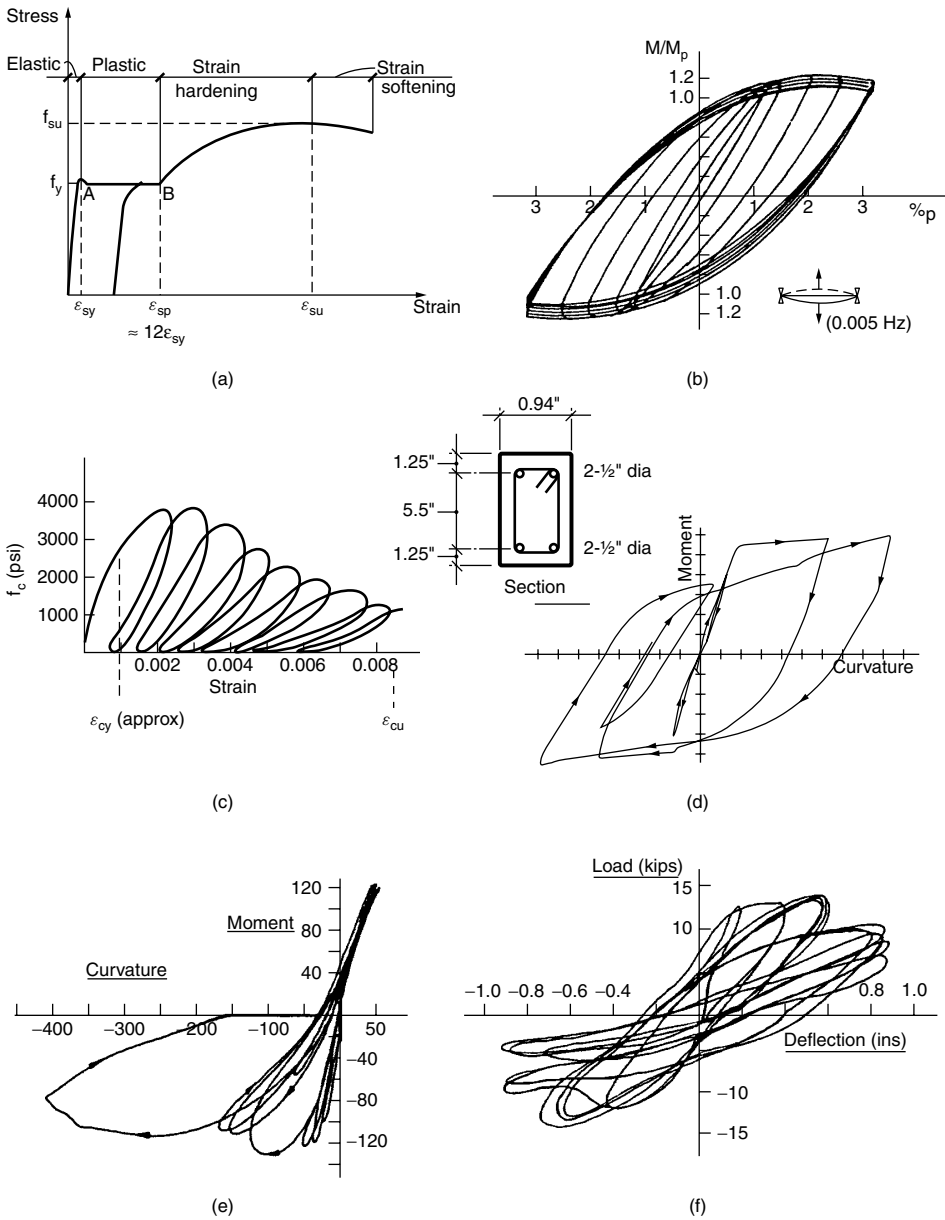 Stress
Elastic
Plastic
Strain
hardening
Strain
softening
f_su
f_y
A
B
ε_sy
ε_sp
ε_su
Strain
≈ 12ε_sy
(a)
M/M_p
1.2
1.0
3
1
1
2
3
%p
1.0
1.2
(0.005 Hz)
(b)
4000
3000
2000
1000
f_c (psi)
0.002
0.004
0.006
0.008
Strain
ε_cy (approx)
ε_cu
(c)
0.94"
1.25"
2-½" dia
5.5"
1.25"
2-½" dia
Section
Moment
Curvature
(d)
120
Moment
80
Curvature
40
−400
−300
−200
−100
50
−40
−80
−120
(e)
Load (kips)
15
10
−1.0 −0.8 −0.6 −0.4
0.8 1.0
Deflection (ins)
−10
−15
(f)